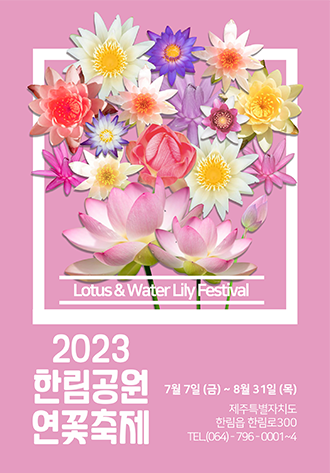 Lotus & Water Lily Festival
2023
한림공원
연꽃축제
7월 7일 (금) ~ 8월 31일 (목)
제주특별자치도
한림읍 한림로300
TEL.(064) - 796 - 0001~4